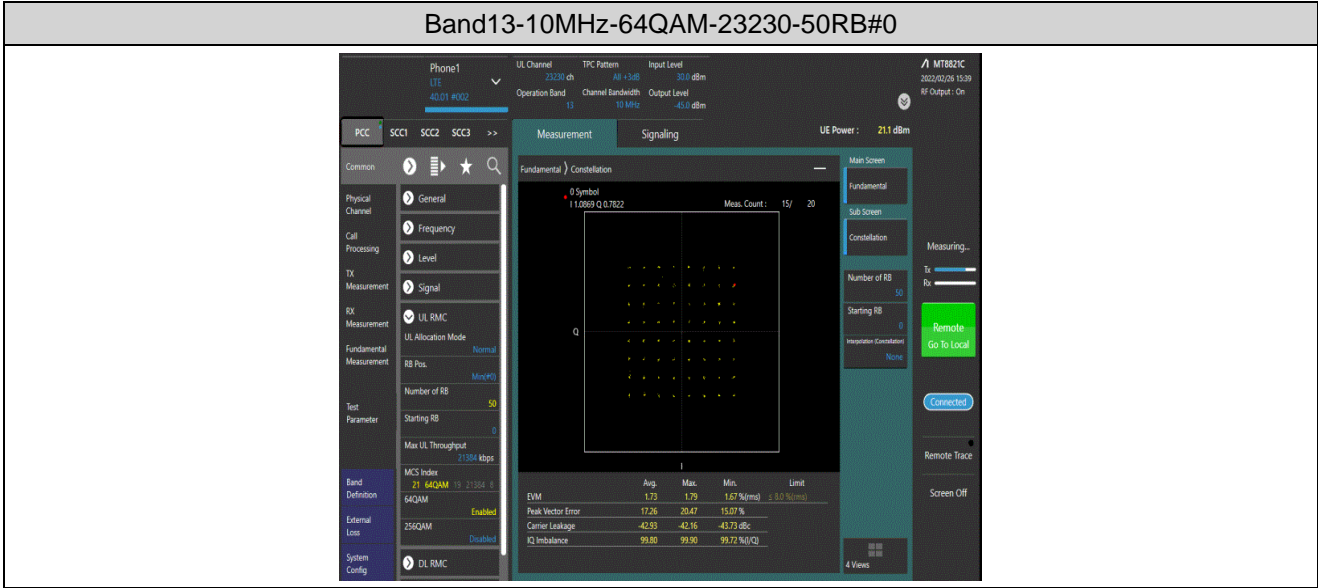 Band13-10MHz-64QAM-23230-50RB#0
Phone1
LTE
40.01 #002
UL Channel TPC Pattern Input Level
23230 ch All +3dB 30.0 dBm
Operation Band Channel Bandwidth Output Level
13 10 MHz -45.0 dBm
MT8821C
2022/02/26 15:39
RF Output : On
PCC SCC1 SCC2 SCC3 >>
Measurement Signaling
UE Power : 21.1 dBm
Common
Physical
Channel
Call
Processing
TX
Measurement
RX
Measurement
Fundamental
Measurement
Test
Parameter
Band
Definition
External
Loss
System
Config
General
Frequency
Level
Signal
UL RMC
UL Allocation Mode
Normal
RB Pos.
Min(#0)
Number of RB
50
Starting RB
0
Max UL Throughput
21384 kbps
MCS Index
21 64QAM 19 21384 8
64QAM
Enabled
256QAM
Disabled
DL RMC
Fundamental Constellation
0 Symbol
I 1.0869 Q 0.7822
Meas. Count : 15/ 20
Q
I
Avg. Max. Min. Limit
EVM 1.73 1.79 1.67 %(rms) ± 8.0 %(rms)
Peak Vector Error 17.26 20.47 15.07 %
Carrier Leakage -42.93 -42.16 -43.73 dBc
IQ Imbalance 99.80 99.90 99.72 %(I/Q)
Main Screen
Fundamental
Sub Screen
Constellation
Number of RB
50
Starting RB
0
Interpolation (Constellation)
None
4 Views
Measuring...
Tx
Rx
Remote
Go To Local
Connected
Remote Trace
Screen Off